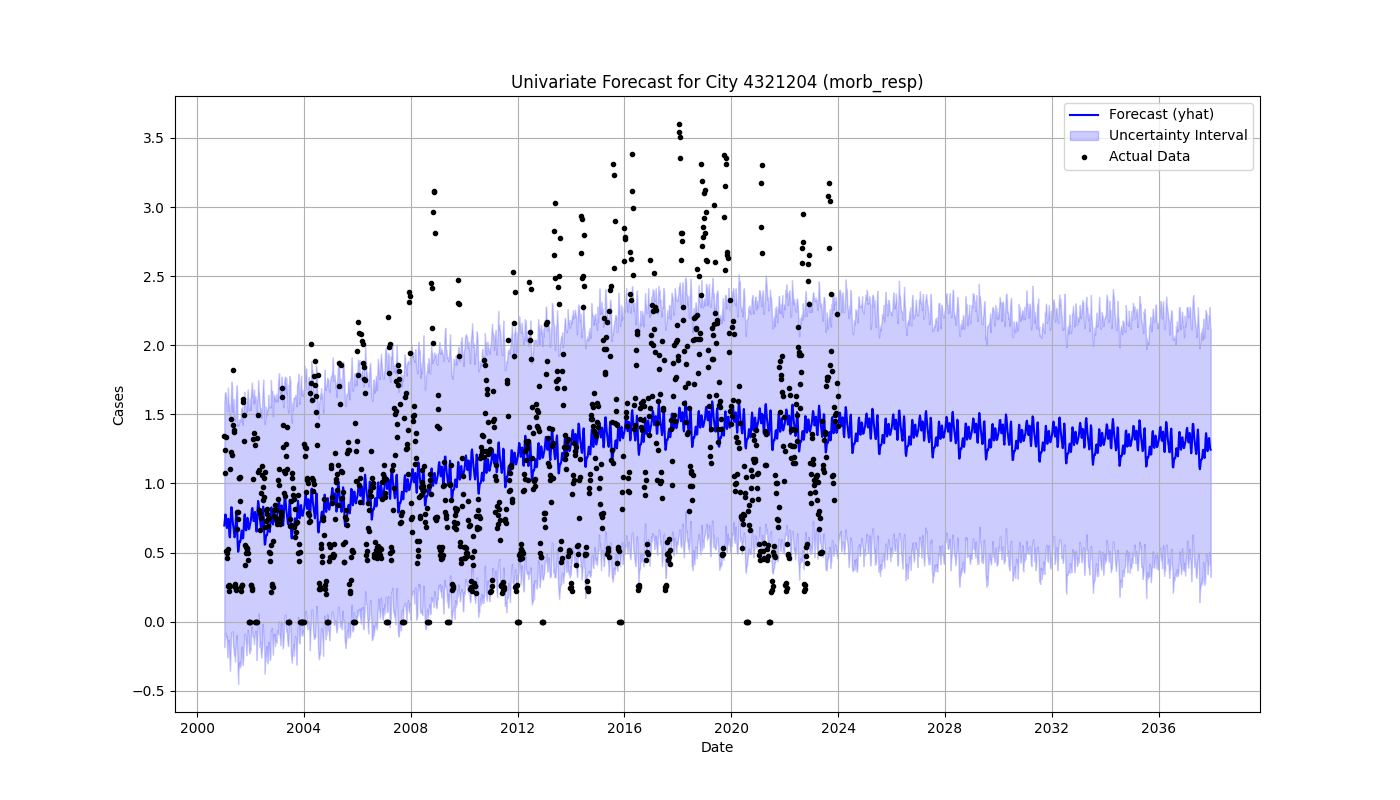 Univariate Forecast for City 4321204 (morb_resp)
Forecast (yhat)
Uncertainty Interval
Actual Data
Cases
3.5
3.0
2.5
2.0
1.5
1.0
0.5
0.0
−0.5
2000 2004 2008 2012 2016 2020 2024 2028 2032 2036
Date